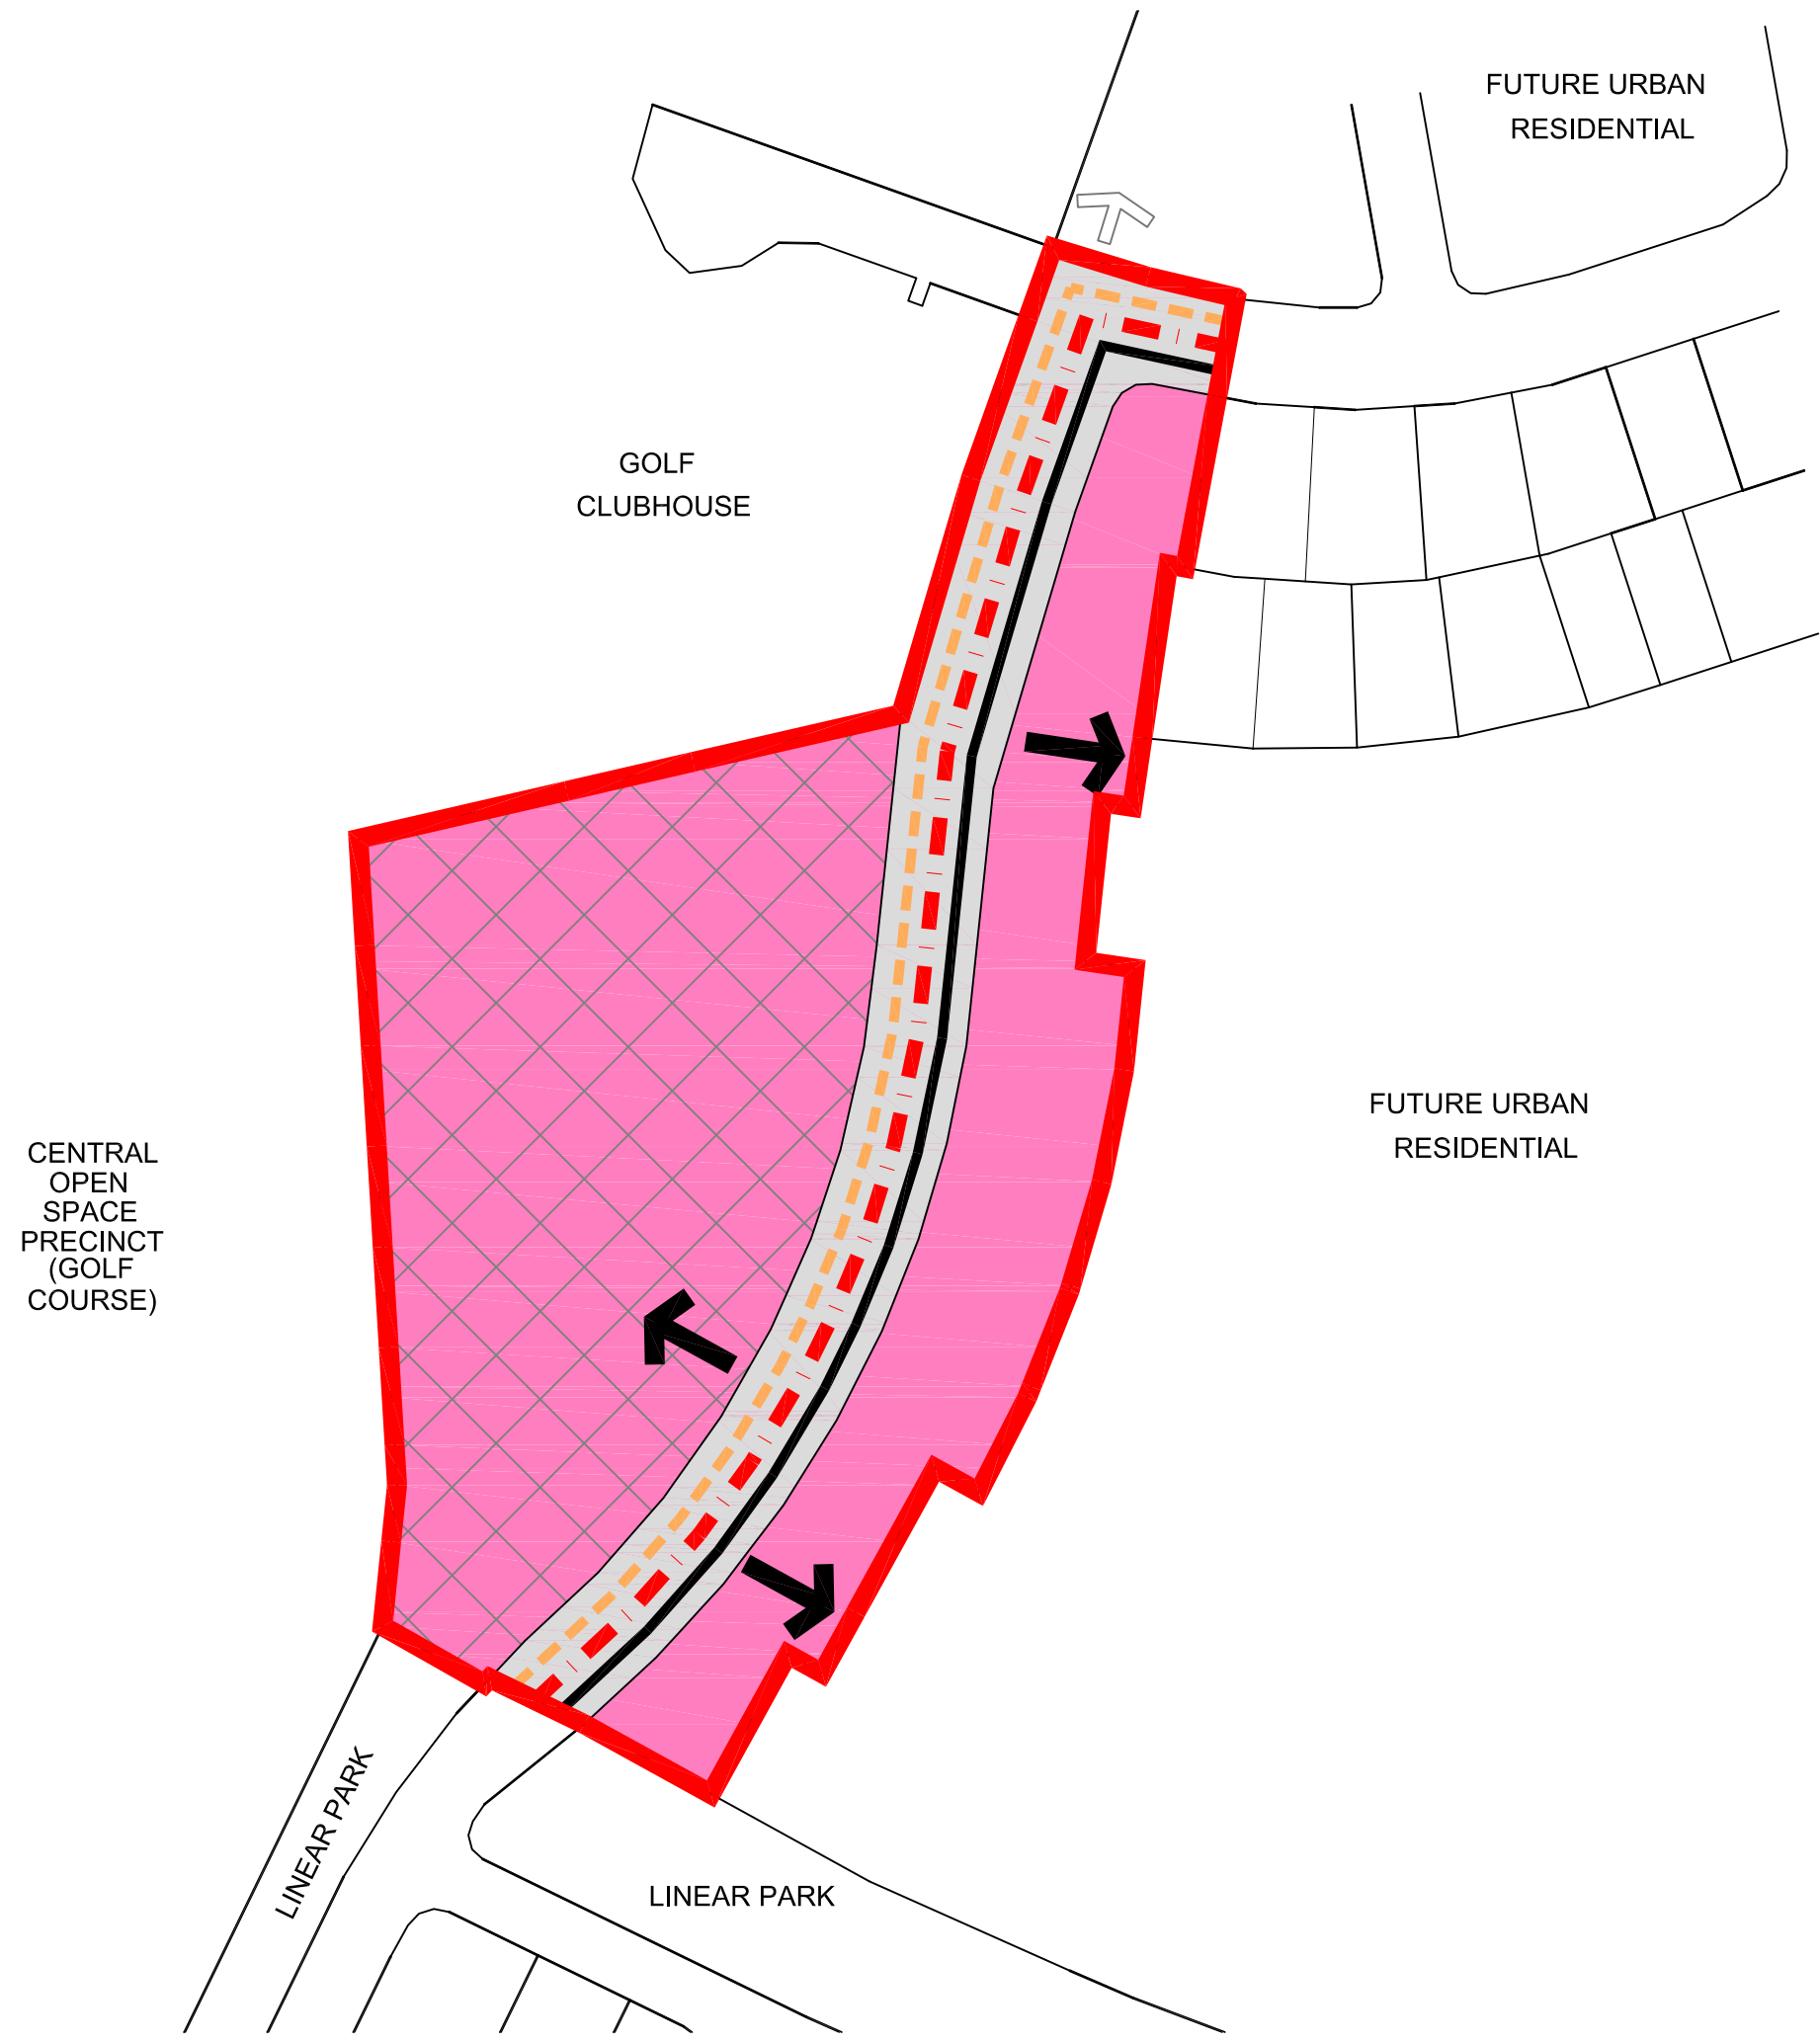 FUTURE URBAN
RESIDENTIAL
GOLF
CLUBHOUSE
FUTURE URBAN
RESIDENTIAL
CENTRAL
OPEN
SPACE
PRECINCT
(GOLF
COURSE)
LINEAR PARK
LINEAR PARK